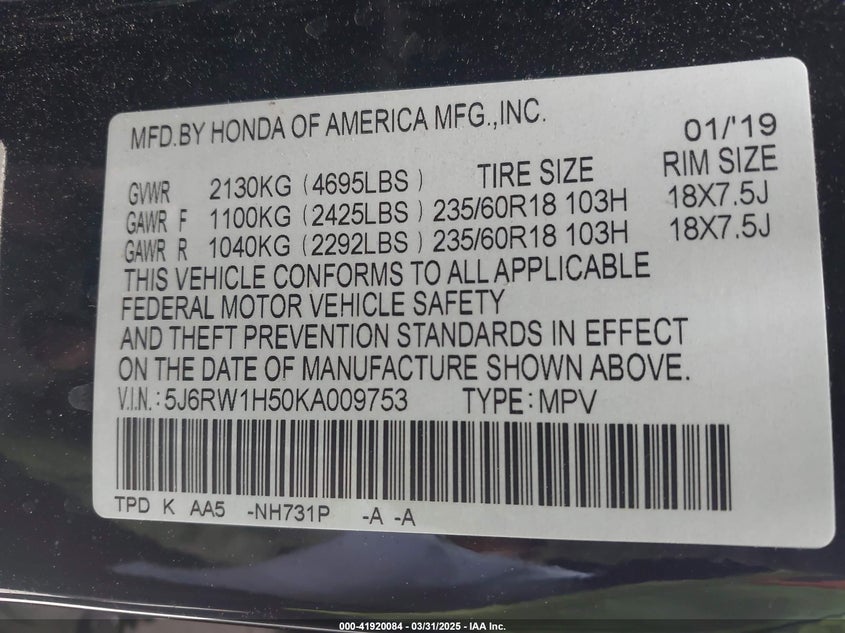 MFD.BY HONDA OF AMERICA MFG.,INC.
01/'19
GVWR 2130KG (4695LBS) TIRE SIZE RIM SIZE
GAWR F 1100KG (2425LBS) 235/60R18 103H 18X7.5J
GAWR R 1040KG (2292LBS) 235/60R18 103H 18X7.5J
THIS VEHICLE CONFORMS TO ALL APPLICABLE
FEDERAL MOTOR VEHICLE SAFETY
AND THEFT PREVENTION STANDARDS IN EFFECT
ON THE DATE OF MANUFACTURE SHOWN ABOVE.
V.I.N.: 5J6RW1H50KA009753 TYPE: MPV
TPD K AA5 -NH731P -A -A
000-41920084 - 03/31/2025 - IAA Inc.